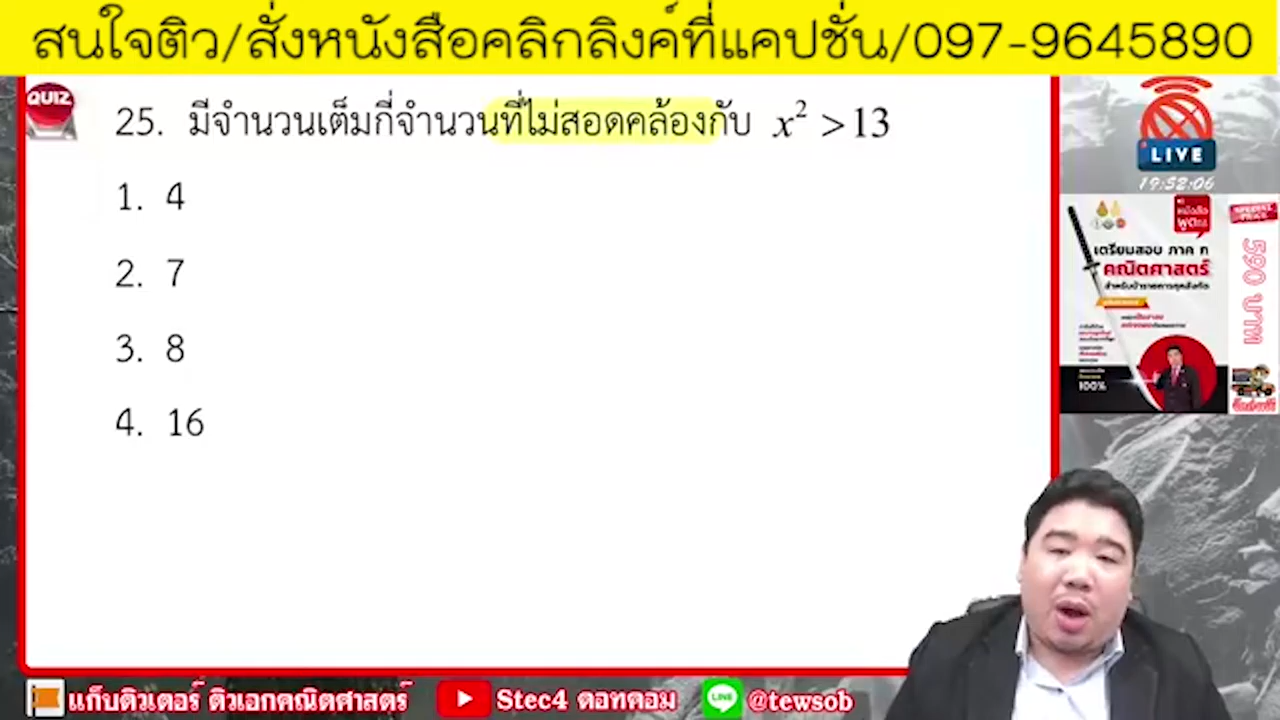 สนใจติว/สั่งหนังสือคลิกลิงค์ที่แคปชั่น/097-9645890
QUIZ
25. มีจำนวนเต็มกี่จำนวนที่ไม่สอดคล้องกับ x² >13
1. 4
2. 7
3. 8
4. 16
LIVE
19:52:06
เตรียมสอบ ภาค ก
คณิตศาสตร์
100%
590 บาท
แก๊บติวเตอร์ ติวเอกคณิตศาสตร์
Stec4 ดอทคอม
LINE
@tewsob